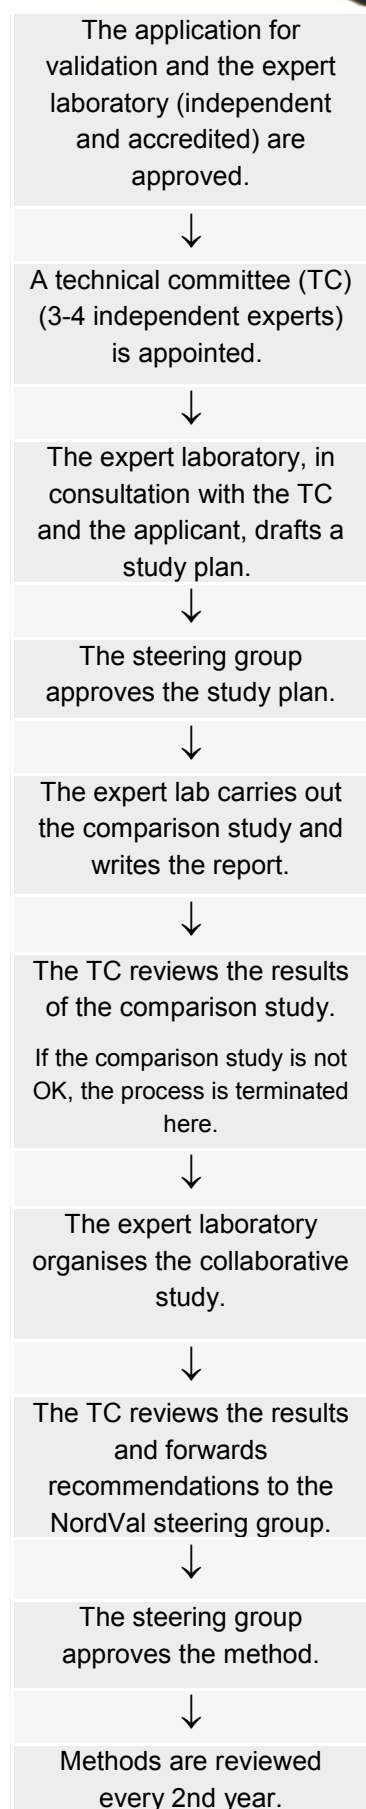 The application for
validation and the expert
laboratory (independent
and accredited) are
approved.
↓
A technical committee (TC)
(3-4 independent experts)
is appointed.
↓
The expert laboratory, in
consultation with the TC
and the applicant, drafts a
study plan.
↓
The steering group
approves the study plan.
↓
The expert lab carries out
the comparison study and
writes the report.
↓
The TC reviews the results
of the comparison study.
If the comparison study is not
OK, the process is terminated
here.
↓
The expert laboratory
organises the collaborative
study.
↓
The TC reviews the results
and forwards
recommendations to the
NordVal steering group.
↓
The steering group
approves the method.
↓
Methods are reviewed
every 2nd year.